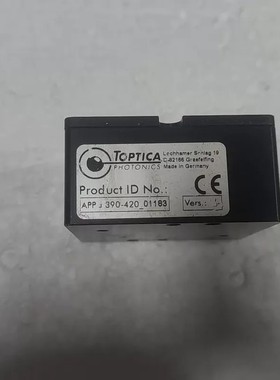 TOPTICA
PHOTONICS
Lochhamer Schlag 19
D-82166 Graefelfing
Made in Germany
Product ID No.:
CE
APP J 390-420_01183
Vers.: